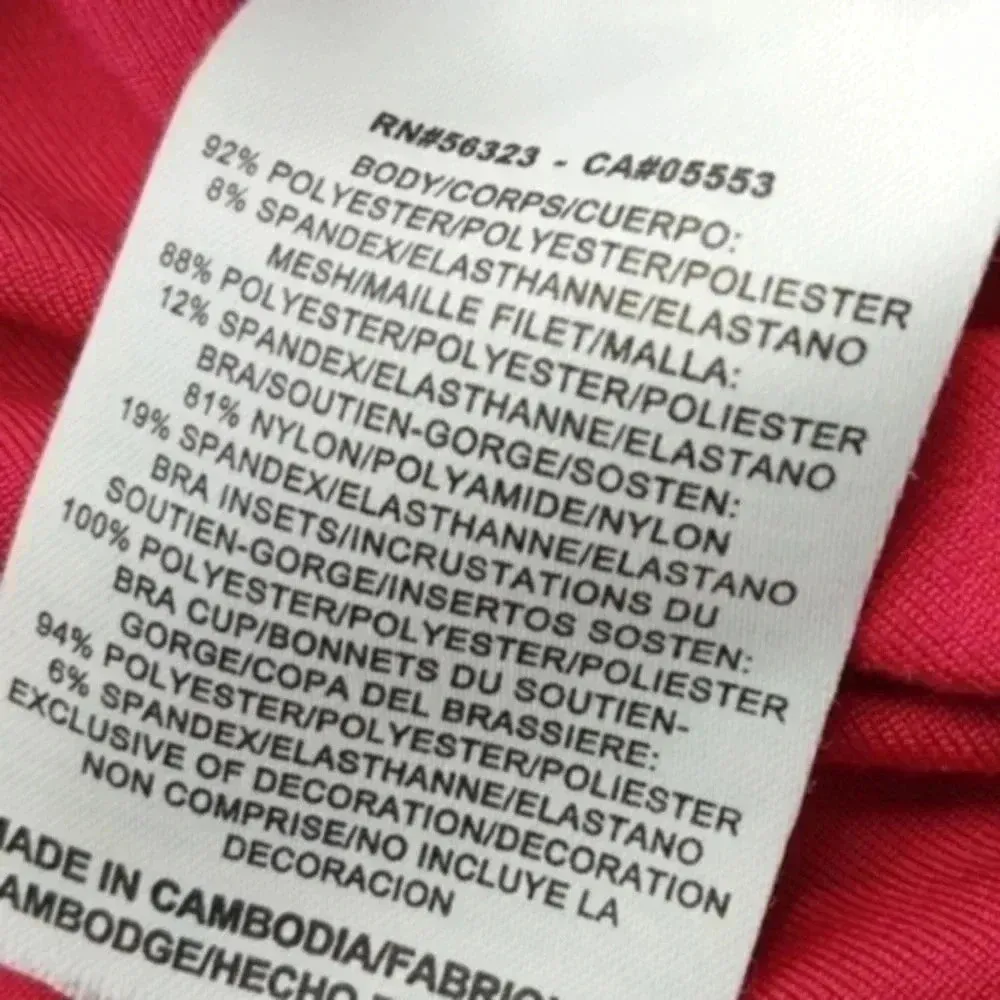 RN#56323 - CA#05553
BODY/CORPS/CUERPO:
92% POLYESTER/POLYESTER/POLIESTER
8% SPANDEX/ELASTHANNE/ELASTANO
MESH/MAILLE FILET/MALLA:
88% POLYESTER/POLYESTER/POLIESTER
12% SPANDEX/ELASTHANNE/ELASTANO
BRA/SOUTIEN-GORGE/SOSTEN:
81% NYLON/POLYAMIDE/NYLON
19% SPANDEX/ELASTHANNE/ELASTANO
BRA INSETS/INCRUSTATIONS DU
SOUTIEN-GORGE/INSERTOS SOSTEN:
100% POLYESTER/POLYESTER/POLIESTER
BRA CUP/BONNETS DU SOUTIEN-
GORGE/COPA DEL BRASSIERE:
94% POLYESTER/POLYESTER/POLIESTER
6% SPANDEX/ELASTHANNE/ELASTANO
EXCLUSIVE OF DECORATION/DECORATION
NON COMPRISE/NO INCLUYE LA
DECORACION
MADE IN CAMBODIA/FABRIQU
AMBODGE/HECHO